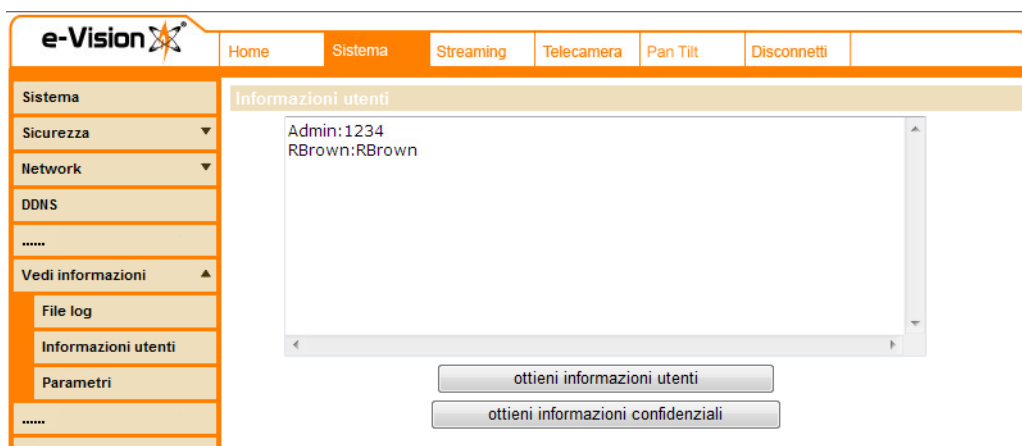 e-Vision
Home Sistema Streaming Telecamera Pan Tilt Disconnetti
Sistema
Sicurezza
Network
DDNS
......
Vedi informazioni
File log
Informazioni utenti
Parametri
......
Informazioni utenti
Admin:1234
RBrown:RBrown
ottieni informazioni utenti
ottieni informazioni confidenziali